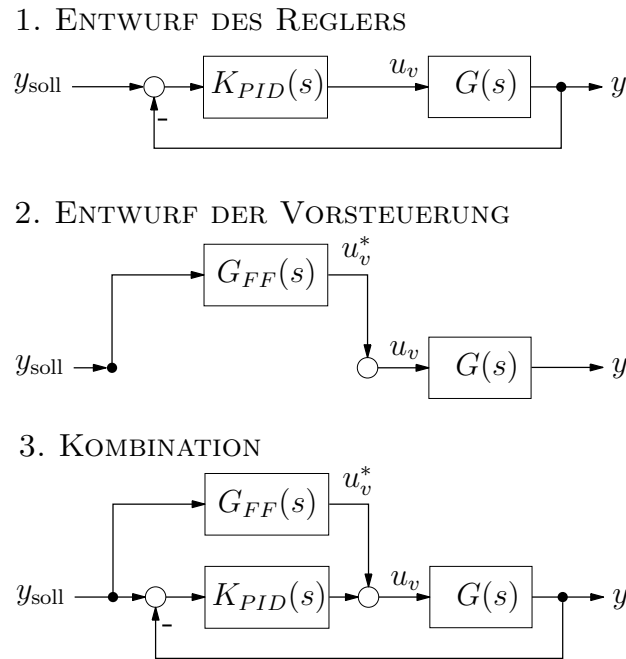 1. ENTWURF DES REGLERS
y_soll K_PID(s) u_v G(s) y
-
2. ENTWURF DER VORSTEUERUNG
G_FF(s) u_v^*
y_soll u_v G(s) y
3. KOMBINATION
G_FF(s) u_v^*
y_soll K_PID(s) u_v G(s) y
-